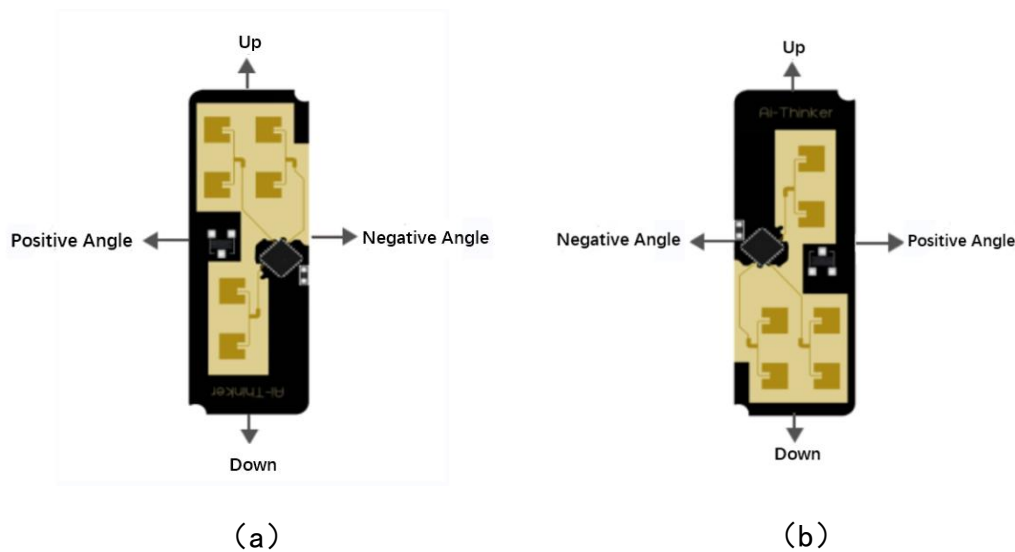 Up
Positive Angle
Negative Angle
Ai-Thinker
Down
(a)
Up
Ai-Thinker
Negative Angle
Positive Angle
Down
(b)